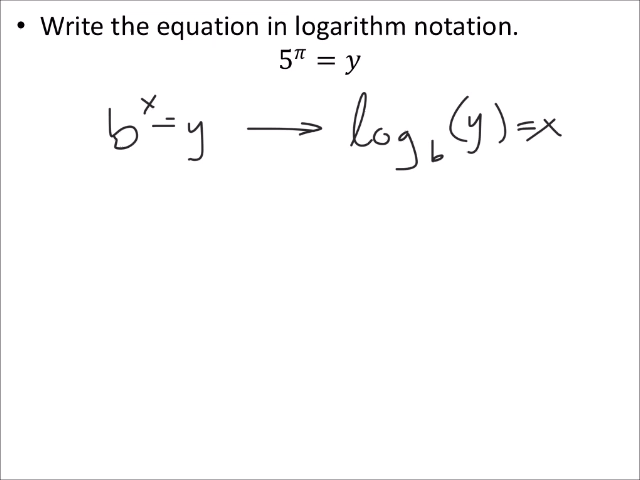 • Write the equation in logarithm notation.
5^π = y
b^x = y ⟶ log_b (y) = x